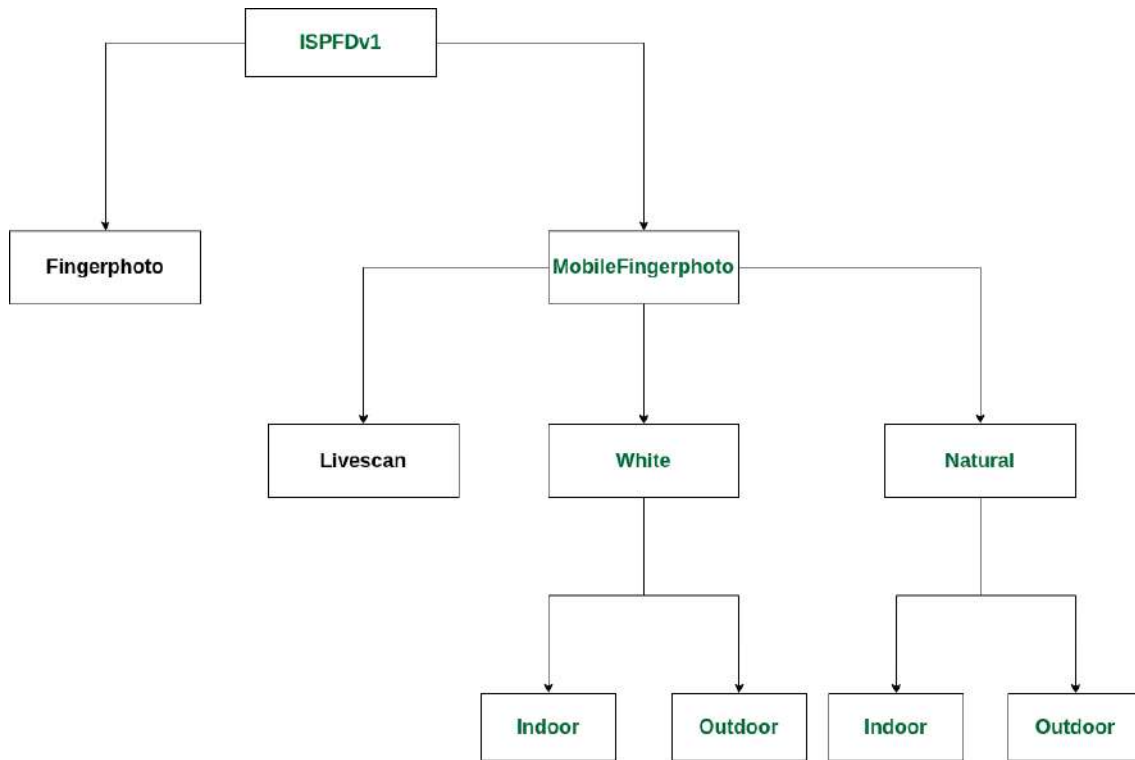 ISPFDv1
Fingerphoto
MobileFingerphoto
Livescan
White
Natural
Indoor
Outdoor
Indoor
Outdoor